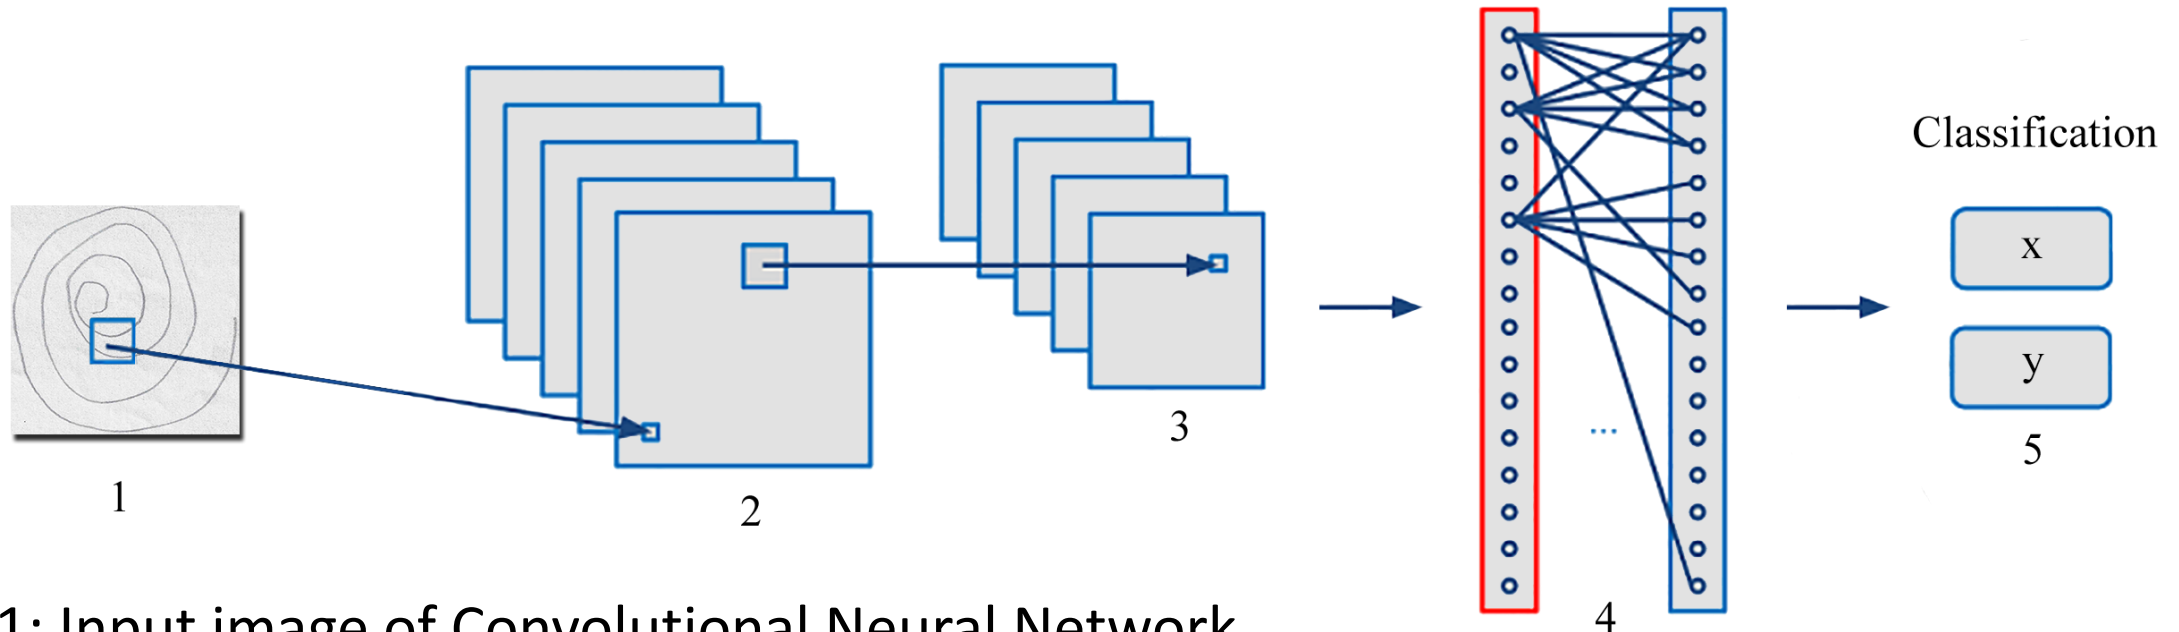 Classification
x
y
1
2
3
4
5
...
1: Input image of Convolutional Neural Network